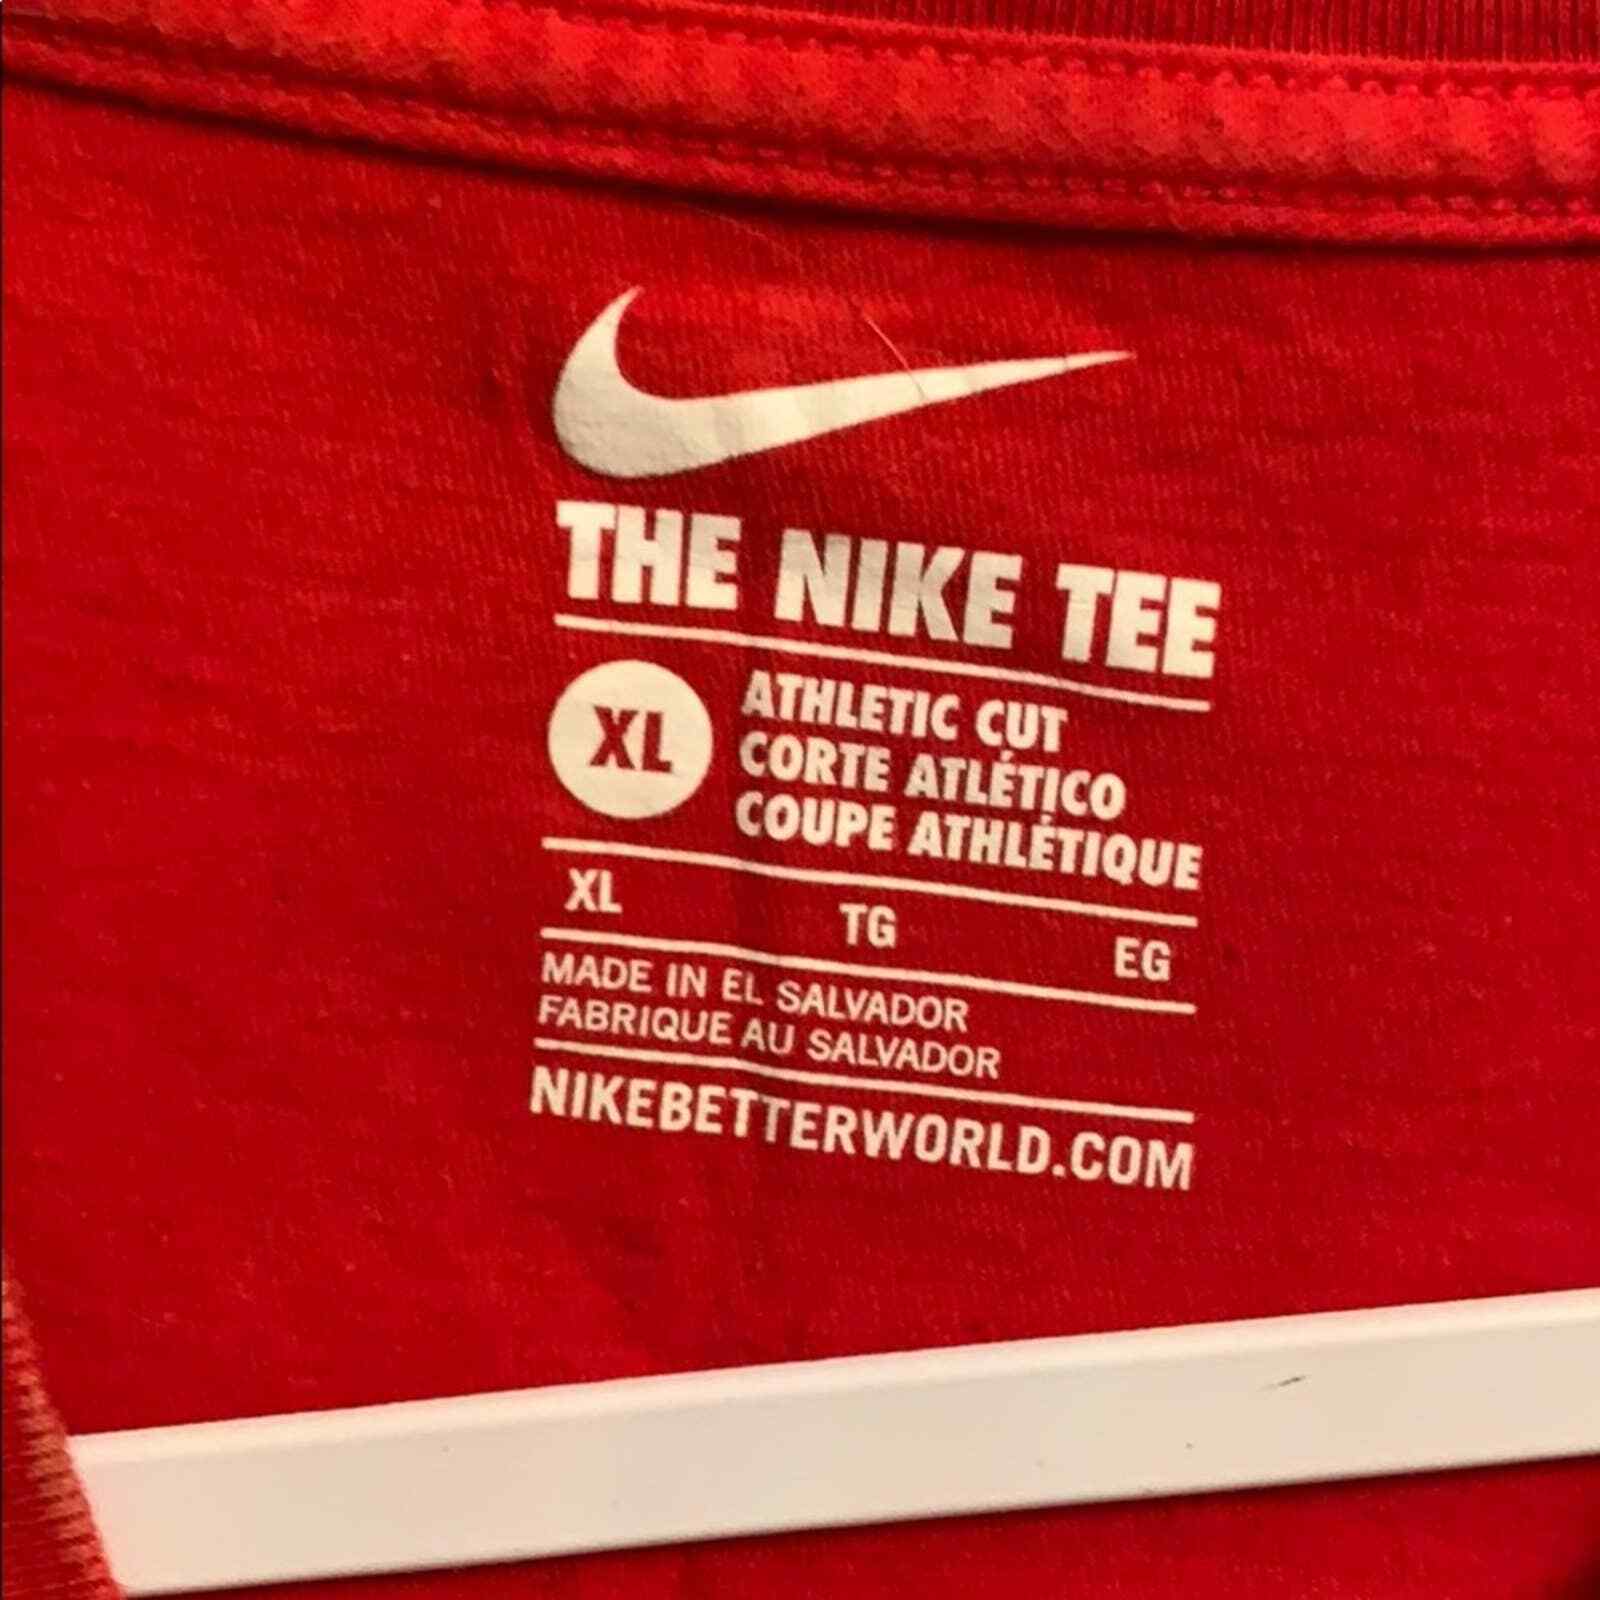 THE NIKE TEE
XL
ATHLETIC CUT
CORTE ATLÉTICO
COUPE ATHLÉTIQUE
XL TG EG
MADE IN EL SALVADOR
FABRIQUE AU SALVADOR
NIKEBETTERWORLD.COM